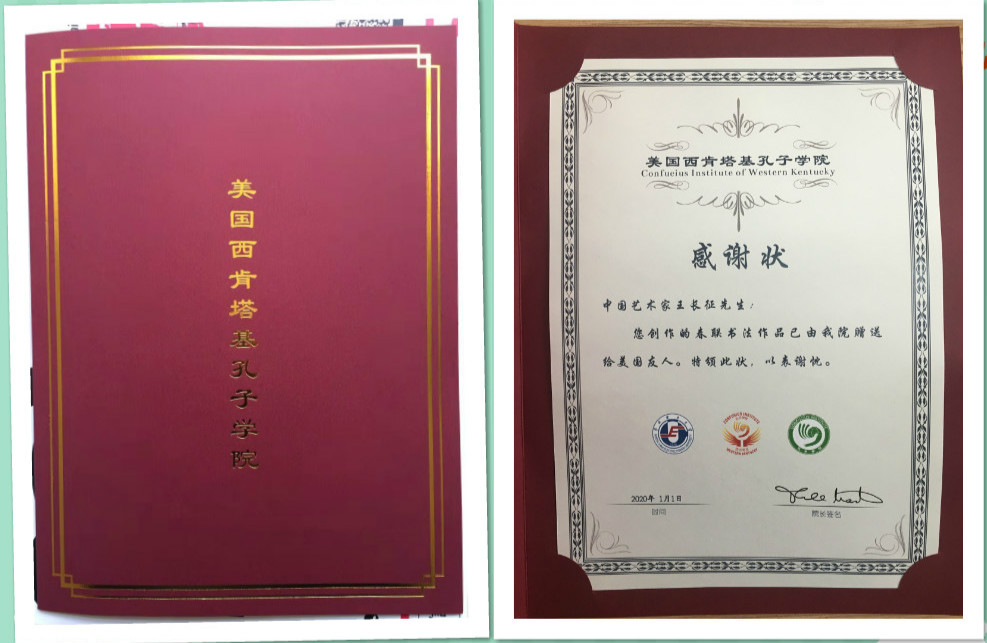 美国西肯塔基孔子学院
美国西肯塔基孔子学院
Confucius Institute of Western Kentucky
感谢状
中国艺术家王长征先生：
您创作的春联书法作品已由我院赠送
给美国友人。特颁此状，以表谢忱。
2020年 1月1日
日期
院长签名